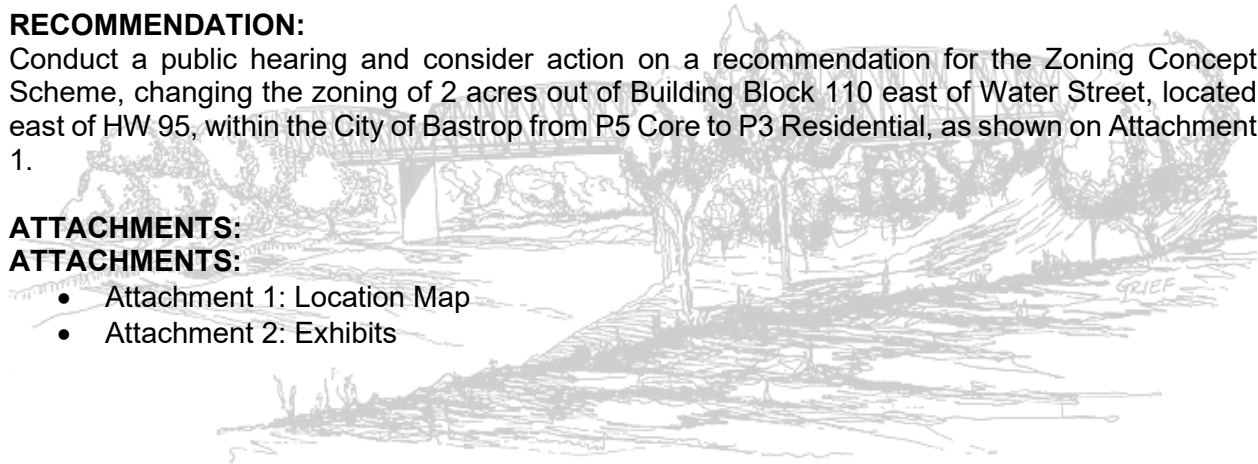 RECOMMENDATION:
Conduct a public hearing and consider action on a recommendation for the Zoning Concept
Scheme, changing the zoning of 2 acres out of Building Block 110 east of Water Street, located
east of HW 95, within the City of Bastrop from P5 Core to P3 Residential, as shown on Attachment
1.
ATTACHMENTS:
ATTACHMENTS:
• Attachment 1: Location Map
GRIEF
• Attachment 2: Exhibits